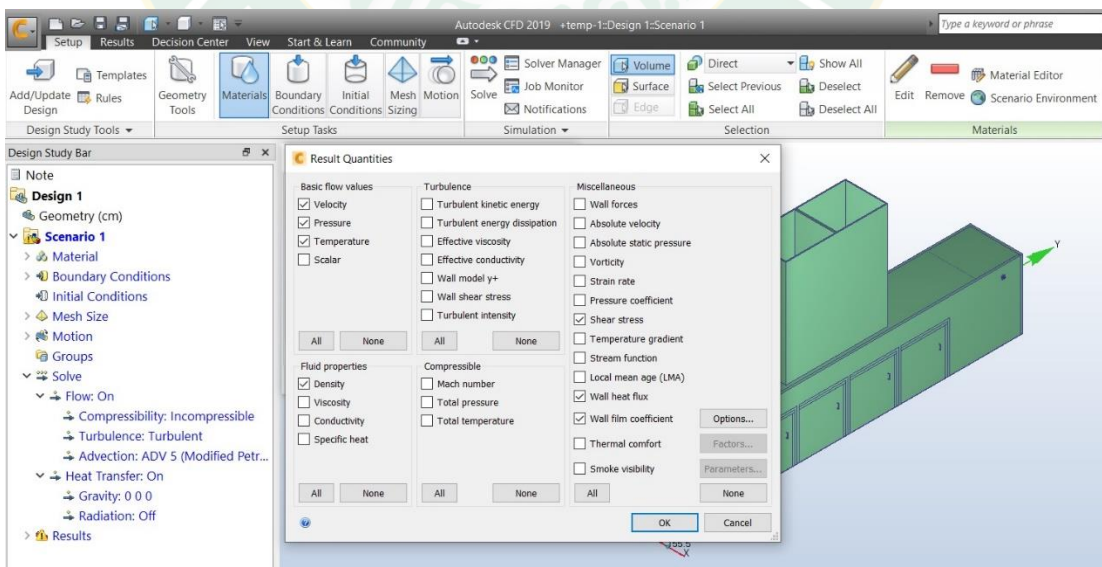 Autodesk CFD 2019 +temp-1::Design 1::Scenario 1
Type a keyword or phrase
Setup Results Decision Center View Start & Learn Community
Add/Update Design
Templates
Rules
Geometry Tools
Materials
Boundary Conditions
Initial Conditions
Mesh Sizing
Motion
Solve
Solver Manager
Job Monitor
Notifications
Volume
Surface
Edge
Direct
Select Previous
Select All
Show All
Deselect
Deselect All
Edit
Remove
Material Editor
Scenario Environment
Design Study Tools
Setup Tasks
Simulation
Selection
Materials
Design Study Bar
Note
Design 1
Geometry (cm)
Scenario 1
Material
Boundary Conditions
Initial Conditions
Mesh Size
Motion
Groups
Solve
Flow: On
Compressibility: Incompressible
Turbulence: Turbulent
Advection: ADV 5 (Modified Petr...
Heat Transfer: On
Gravity: 0 0 0
Radiation: Off
Results
Result Quantities
Basic flow values
Velocity
Pressure
Temperature
Scalar
All None
Turbulence
Turbulent kinetic energy
Turbulent energy dissipation
Effective viscosity
Effective conductivity
Wall model y+
Wall shear stress
Turbulent intensity
All None
Fluid properties
Density
Viscosity
Conductivity
Specific heat
All None
Compressible
Mach number
Total pressure
Total temperature
All None
Miscellaneous
Wall forces
Absolute velocity
Absolute static pressure
Vorticity
Strain rate
Pressure coefficient
Shear stress
Temperature gradient
Stream function
Local mean age (LMA)
Wall heat flux
Wall film coefficient Options...
Thermal comfort Factors...
Smoke visibility Parameters...
All None
OK Cancel
Y
155.5
X